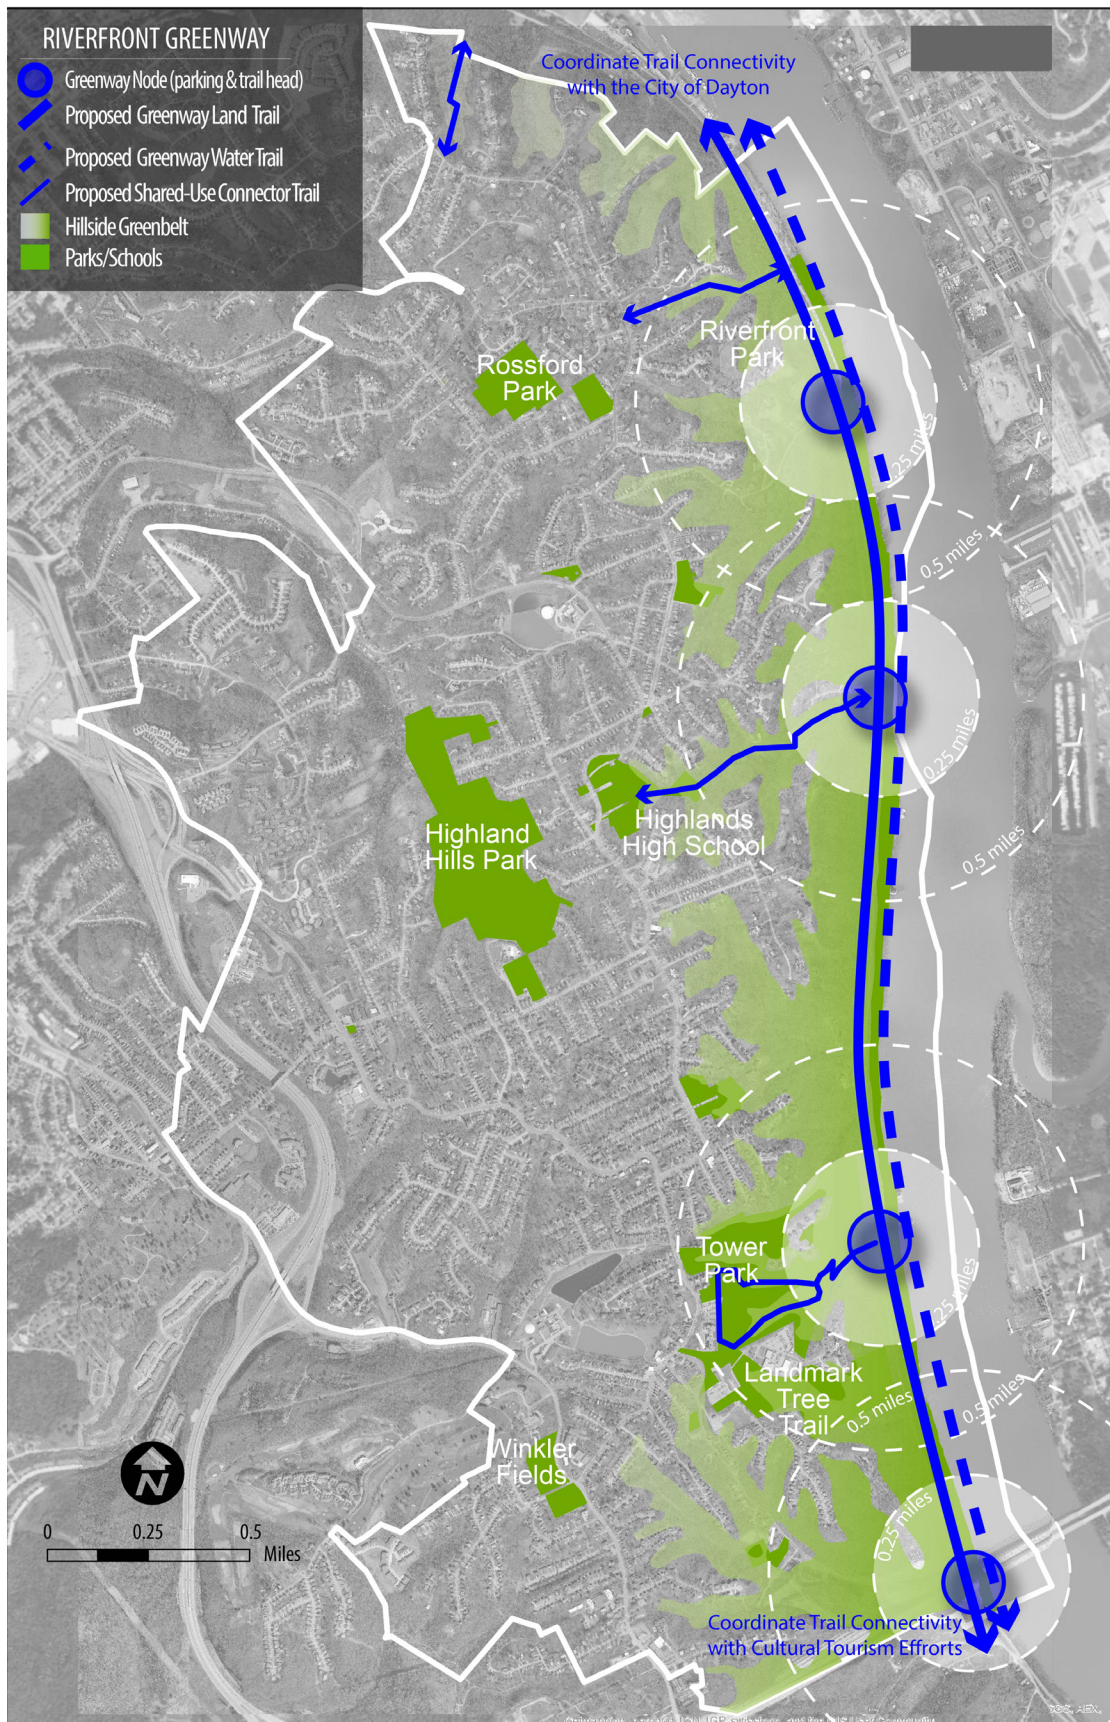 RIVERFRONT GREENWAY
Greenway Node (parking & trail head)
Proposed Greenway Land Trail
Proposed Greenway Water Trail
Proposed Shared-Use Connector Trail
Hillside Greenbelt
Parks/Schools
Coordinate Trail Connectivity
with the City of Dayton
Riverfront
Park
Rossford
Park
.25 miles
0.5 miles
0.25 miles
Highlands
High School
Highland
Hills Park
0.5 miles
Tower
Park
.25 miles
Landmark
Tree
Trail
0.5 miles
0.5 miles
Winkler
Fields
0.25 miles
N
0 0.25 0.5
Miles
Coordinate Trail Connectivity
with Cultural Tourism Effrorts